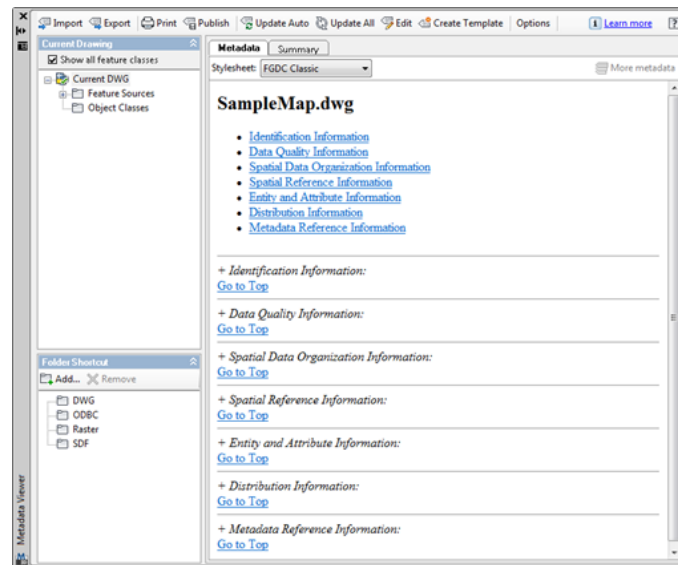 Import Export Print Publish Update Auto Update All Edit Create Template Options Learn more
Current Drawing
Show all feature classes
Current DWG
Feature Sources
Object Classes
Folder Shortcut
Add... Remove
DWG
ODBC
Raster
SDF
Metadata Viewer
Metadata Summary
Stylesheet: FGDC Classic More metadata
SampleMap.dwg
Identification Information
Data Quality Information
Spatial Data Organization Information
Spatial Reference Information
Entity and Attribute Information
Distribution Information
Metadata Reference Information
+ Identification Information:
Go to Top
+ Data Quality Information:
Go to Top
+ Spatial Data Organization Information:
Go to Top
+ Spatial Reference Information:
Go to Top
+ Entity and Attribute Information:
Go to Top
+ Distribution Information:
Go to Top
+ Metadata Reference Information:
Go to Top